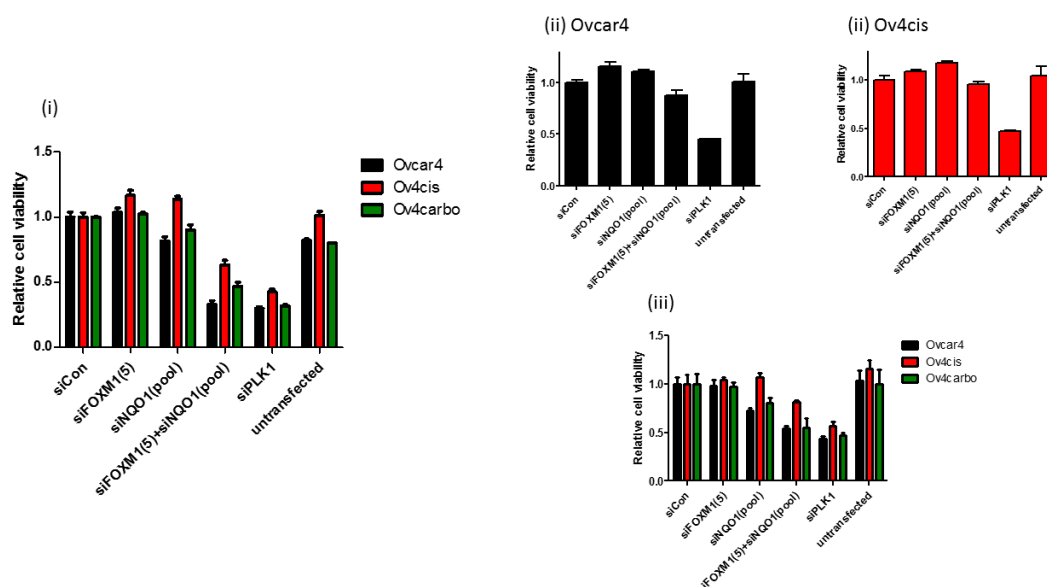 (i)
Relative cell viability
1.5
1.0
0.5
0.0
siCon
siFOXM1(5)
siNQO1(pool)
siFOXM1(5)+siNQO1(pool)
siPLK1
untransfected
Ovcar4
Ov4cis
Ov4carbo
(ii) Ovcar4
Relative cell viability
1.0
0.5
0.0
siCon
siFOXM1(5)
siNQO1(pool)
siFOXM1(5)+siNQO1(pool)
siPLK1
untransfected
(ii) Ov4cis
Relative cell viability
1.0
0.5
0.0
siCon
siFOXM1(5)
siNQO1(pool)
siFOXM1(5)+siNQO1(pool)
siPLK1
untransfected
(iii)
Relative cell viability
1.5
1.0
0.5
0.0
siCon
siFOXM1(5)
siNQO1(pool)
siFOXM1(5)+siNQO1(pool)
siPLK1
untransfected
Ovcar4
Ov4cis
Ov4carbo